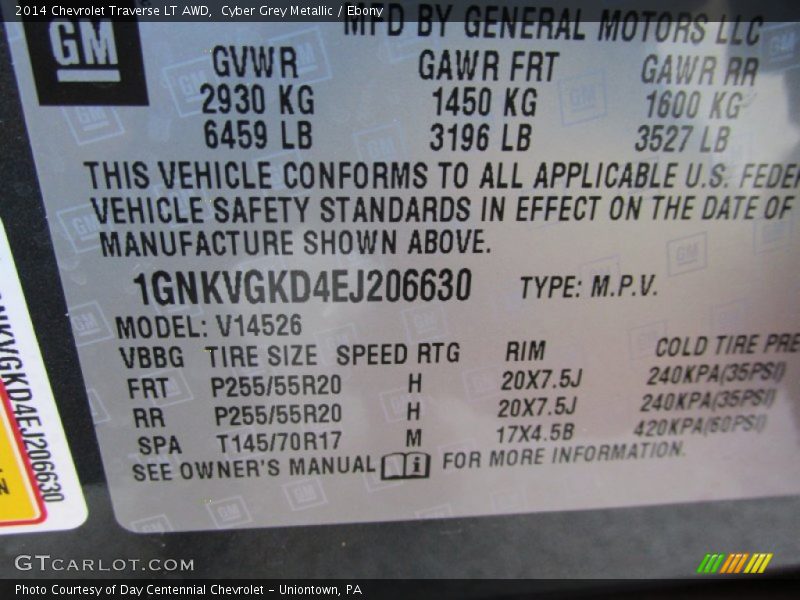 2014 Chevrolet Traverse LT AWD, Cyber Grey Metallic / Ebony
GM
MFD BY GENERAL MOTORS LLC
GVWR GAWR FRT GAWR RR
2930 KG 1450 KG 1600 KG
6459 LB 3196 LB 3527 LB
THIS VEHICLE CONFORMS TO ALL APPLICABLE U.S. FEDER
VEHICLE SAFETY STANDARDS IN EFFECT ON THE DATE OF
MANUFACTURE SHOWN ABOVE.
1GNKVGKD4EJ206630 TYPE: M.P.V.
MODEL: V14526
VBBG TIRE SIZE SPEED RTG RIM COLD TIRE PRE
FRT P255/55R20 H 20X7.5J 240KPA(35PSI)
RR P255/55R20 H 20X7.5J 240KPA(35PSI)
SPA T145/70R17 M 17X4.5B 420KPA(60PSI)
SEE OWNER'S MANUAL FOR MORE INFORMATION.
NKVGKD4EJ206630
GTCARLOT.COM
Photo Courtesy of Day Centennial Chevrolet – Uniontown, PA